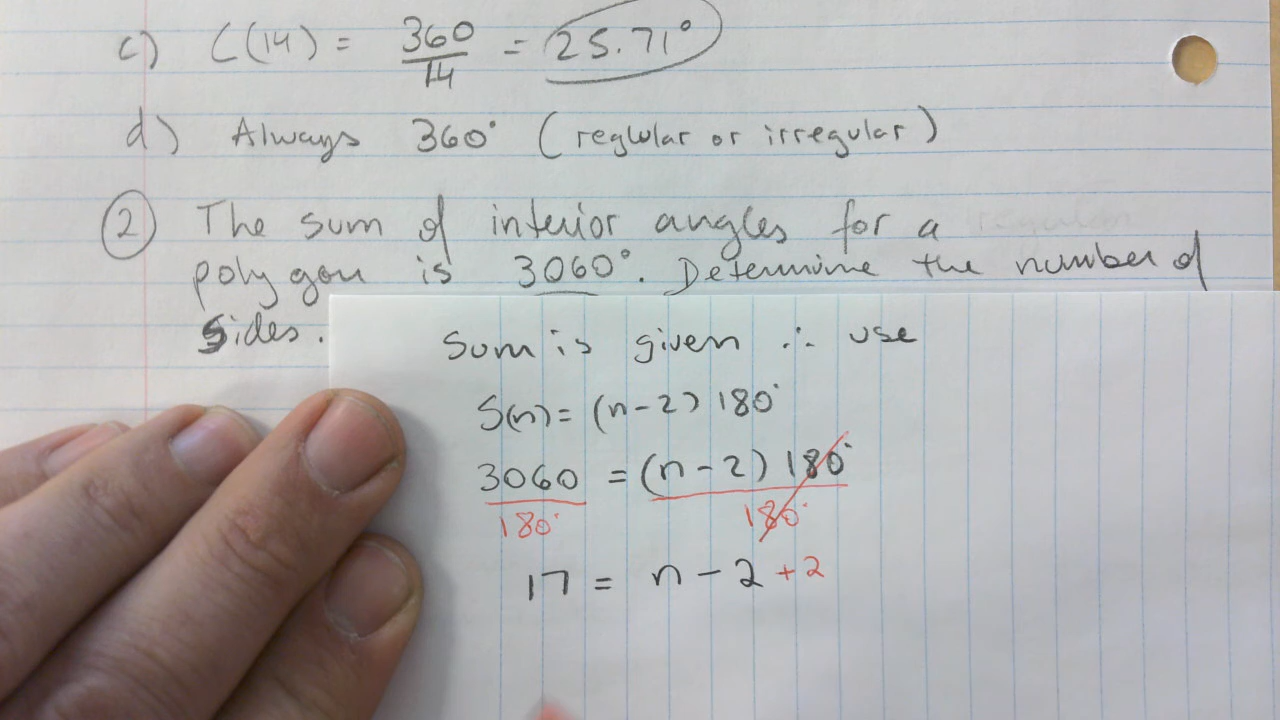 c) C(14) = 360/14 = 25.71°
d) Always 360° (reglular or irregular)
② The sum of interior angles for a
polygon is 3060°. Determine the number of
sides.
Sum is given ∴ use
S(n) = (n-2) 180°
3060 = (n-2) 180°
180° 180°
17 = n - 2 + 2